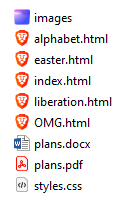 images
alphabet.html
easter.html
index.html
liberation.html
OMG.html
plans.docx
plans.pdf
styles.css